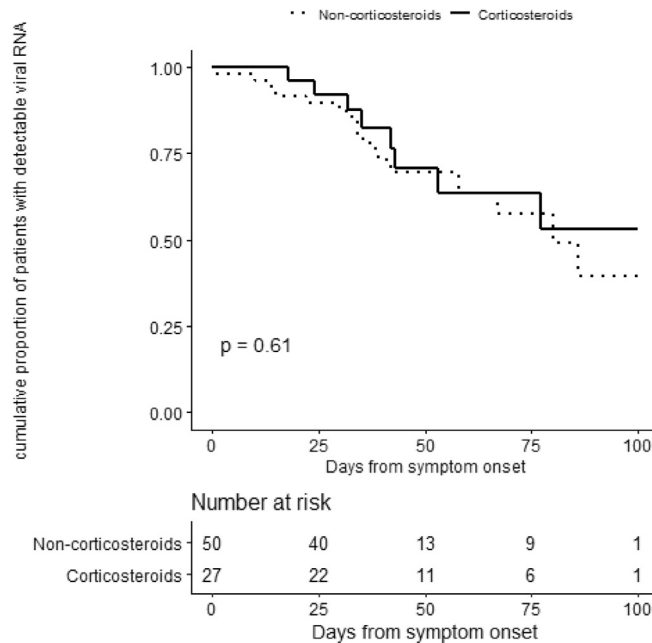 Non-corticosteroids Corticosteroids
cumulative proportion of patients with detectable viral RNA
1.00
0.75
0.50
0.25
0.00
p = 0.61
0 25 50 75 100
Days from symptom onset
Number at risk
Non-corticosteroids 50 40 13 9 1
Corticosteroids 27 22 11 6 1
0 25 50 75 100
Days from symptom onset